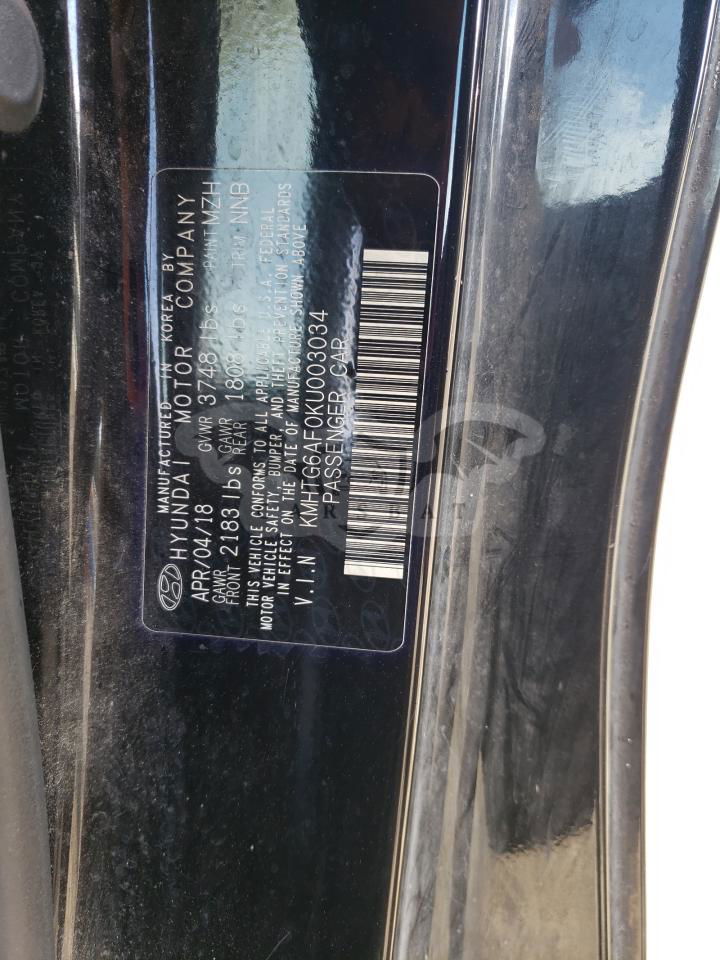 MANUFACTURED IN KOREA BY
HYUNDAI MOTOR COMPANY
APR/04/18 GVWR 3748 lbs PAINT MZH
GAWR FRONT 2183 lbs GAWR REAR 1808 lbs TRIM NNB
THIS VEHICLE CONFORMS TO ALL APPLICABLE U.S.A. FEDERAL
MOTOR VEHICLE SAFETY, BUMPER AND THEFT PREVENTION STANDARDS
IN EFFECT ON THE DATE OF MANUFACTURE SHOWN ABOVE
V.I.N KMHTG6AF0KU003034
PASSENGER CAR